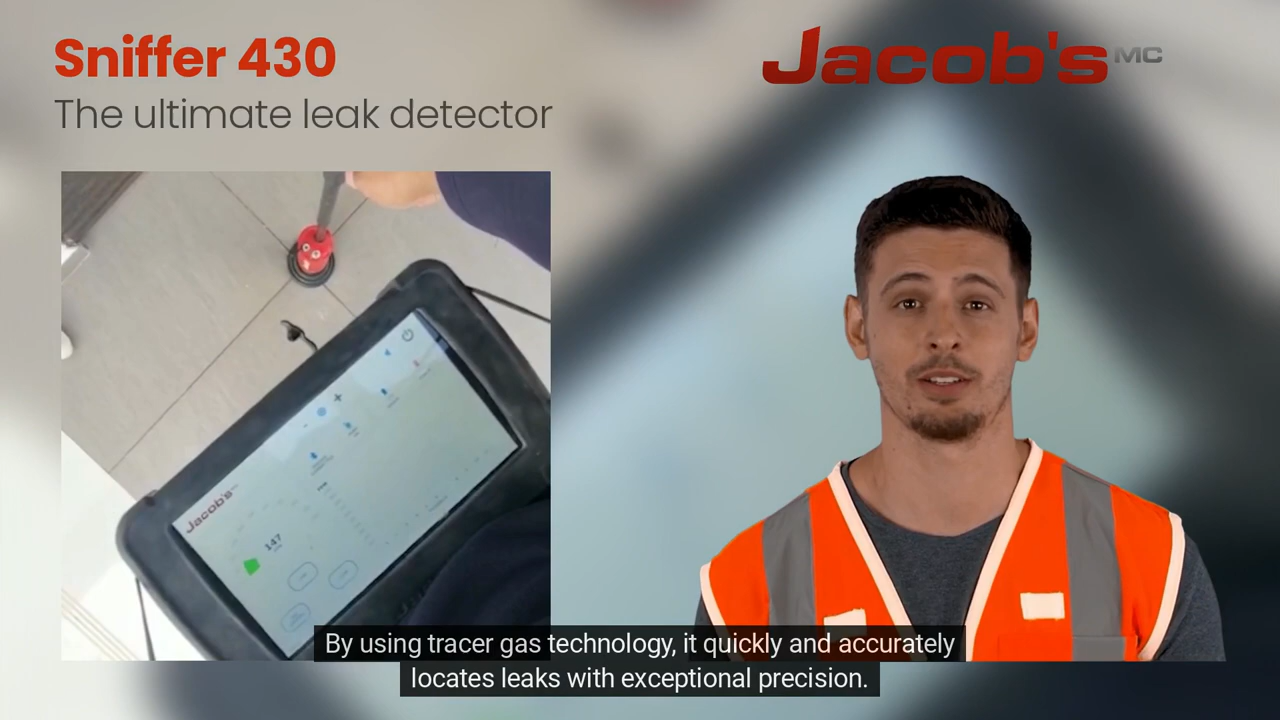 Sniffer 430
The ultimate leak detector
Jacob's MC
Jacob's
147
By using tracer gas technology, it quickly and accurately
locates leaks with exceptional precision.